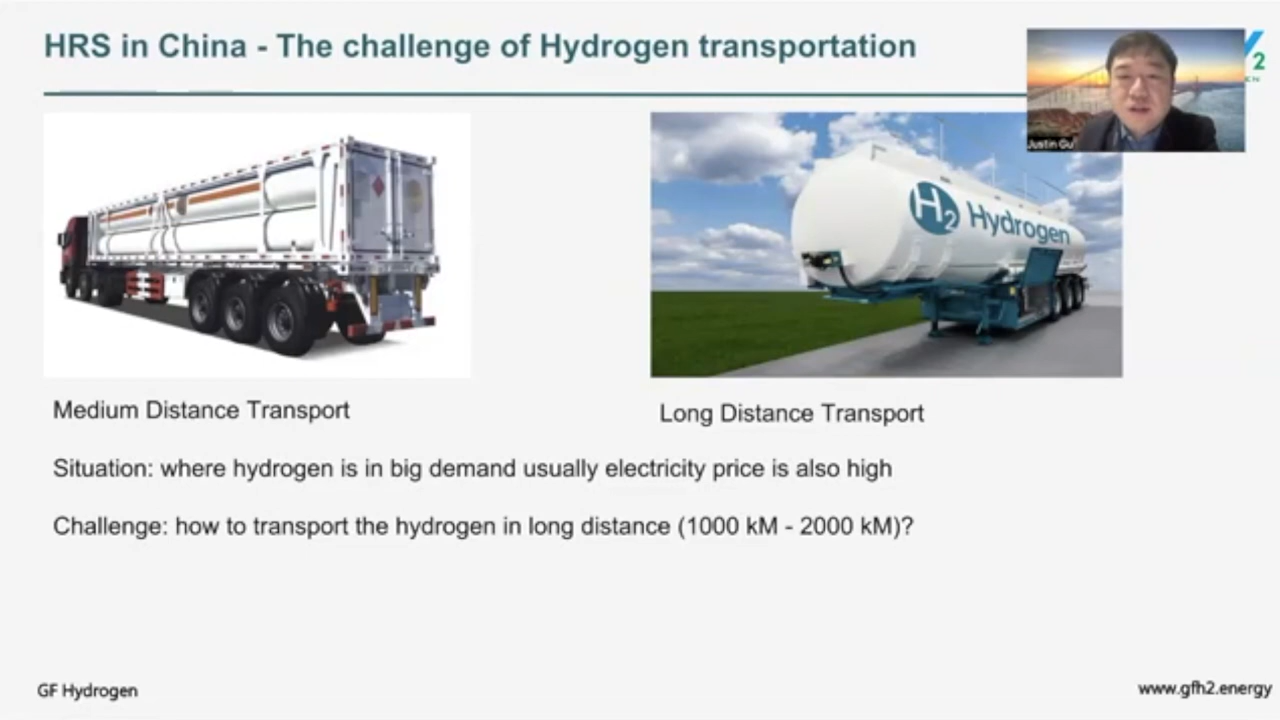 HRS in China - The challenge of Hydrogen transportation
2
Justin Gu
H2 Hydrogen
Medium Distance Transport
Long Distance Transport
Situation: where hydrogen is in big demand usually electricity price is also high
Challenge: how to transport the hydrogen in long distance (1000 kM - 2000 kM)?
GF Hydrogen
www.gfh2.energy